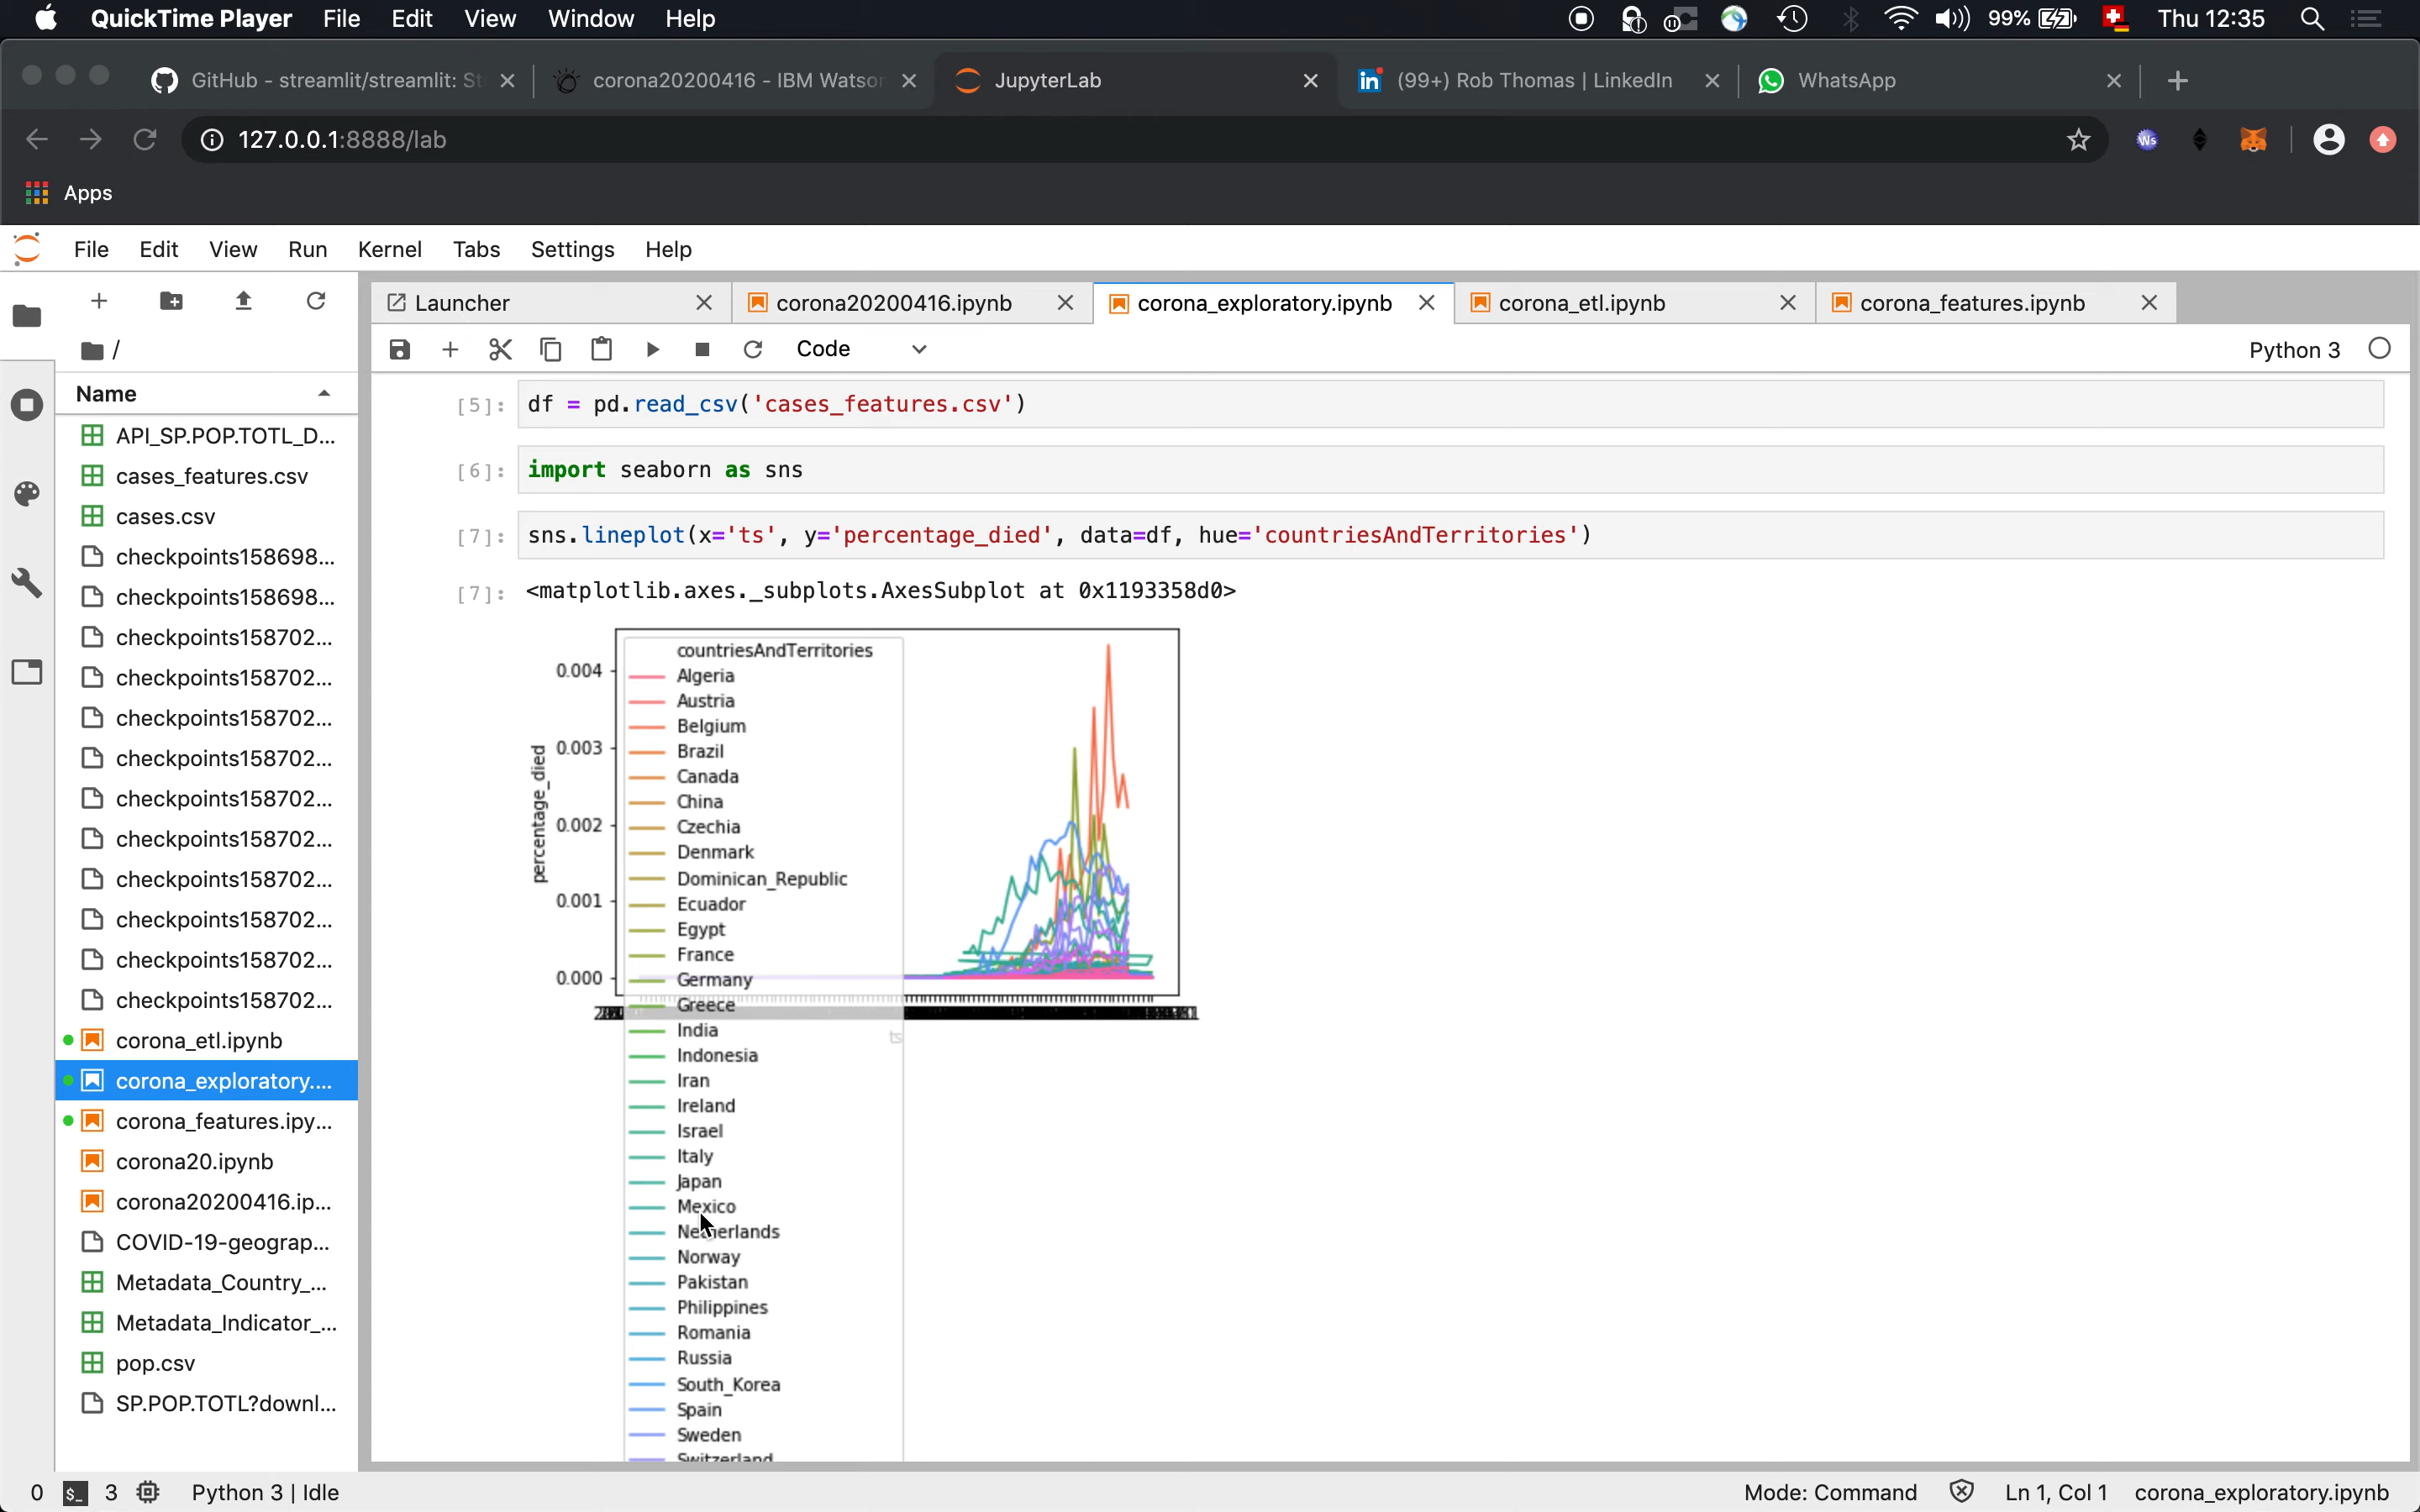 QuickTime Player File Edit View Window Help 99% Thu 12:35
GitHub - streamlit/streamlit: St corona20200416 - IBM Watson JupyterLab (99+) Rob Thomas | LinkedIn WhatsApp
127.0.0.1:8888/lab Ws
Apps
File Edit View Run Kernel Tabs Settings Help
Launcher corona20200416.ipynb corona_exploratory.ipynb corona_etl.ipynb corona_features.ipynb
/
Code Python 3
Name
API_SP.POP.TOTL_D...
cases_features.csv
cases.csv
checkpoints158698...
checkpoints158698...
checkpoints158702...
checkpoints158702...
checkpoints158702...
checkpoints158702...
checkpoints158702...
checkpoints158702...
checkpoints158702...
checkpoints158702...
checkpoints158702...
checkpoints158702...
corona_etl.ipynb
corona_exploratory....
corona_features.ipy...
corona20.ipynb
corona20200416.ip...
COVID-19-geograp...
Metadata_Country_...
Metadata_Indicator_...
pop.csv
SP.POP.TOTL?downl...
[5]: df = pd.read_csv('cases_features.csv')
[6]: import seaborn as sns
[7]: sns.lineplot(x='ts', y='percentage_died', data=df, hue='countriesAndTerritories')
[7]: <matplotlib.axes._subplots.AxesSubplot at 0x1193358d0>
percentage_died
0.004
0.003
0.002
0.001
0.000
ts
countriesAndTerritories
Algeria
Austria
Belgium
Brazil
Canada
China
Czechia
Denmark
Dominican_Republic
Ecuador
Egypt
France
Germany
Greece
India
Indonesia
Iran
Ireland
Israel
Italy
Japan
Mexico
Netherlands
Norway
Pakistan
Philippines
Romania
Russia
South_Korea
Spain
Sweden
Switzerland
0 $_ 3 Python 3 | Idle Mode: Command Ln 1, Col 1 corona_exploratory.ipynb